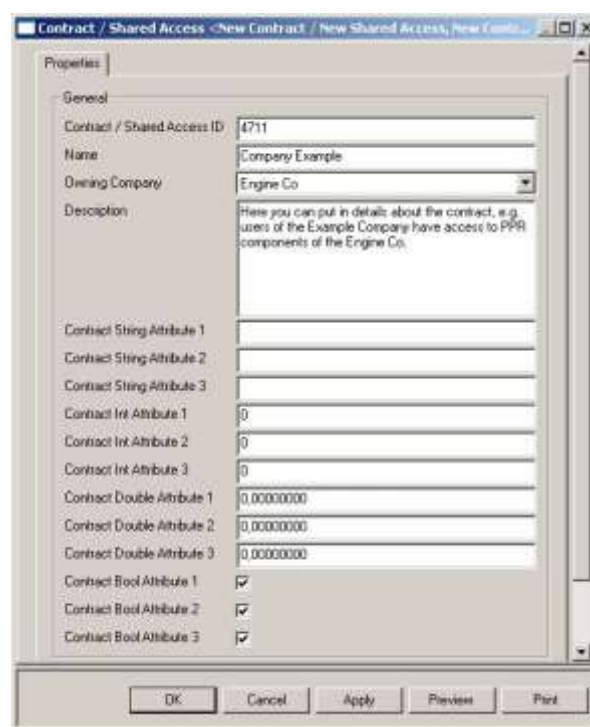 Contract / Shared Access <New Contract / New Shared Access, New Contr...
Properties
General
Contract / Shared Access ID 4711
Name Company Example
Owning Company Engine Co
Description Here you can put in details about the contract, e.g.
users of the Example Company have access to PPR
components of the Engine Co.
Contract String Attribute 1
Contract String Attribute 2
Contract String Attribute 3
Contract Int Attribute 1 0
Contract Int Attribute 2 0
Contract Int Attribute 3 0
Contract Double Attribute 1 0,00000000
Contract Double Attribute 2 0,00000000
Contract Double Attribute 3 0,00000000
Contract Bool Attribute 1
Contract Bool Attribute 2
Contract Bool Attribute 3
OK Cancel Apply Preview Print